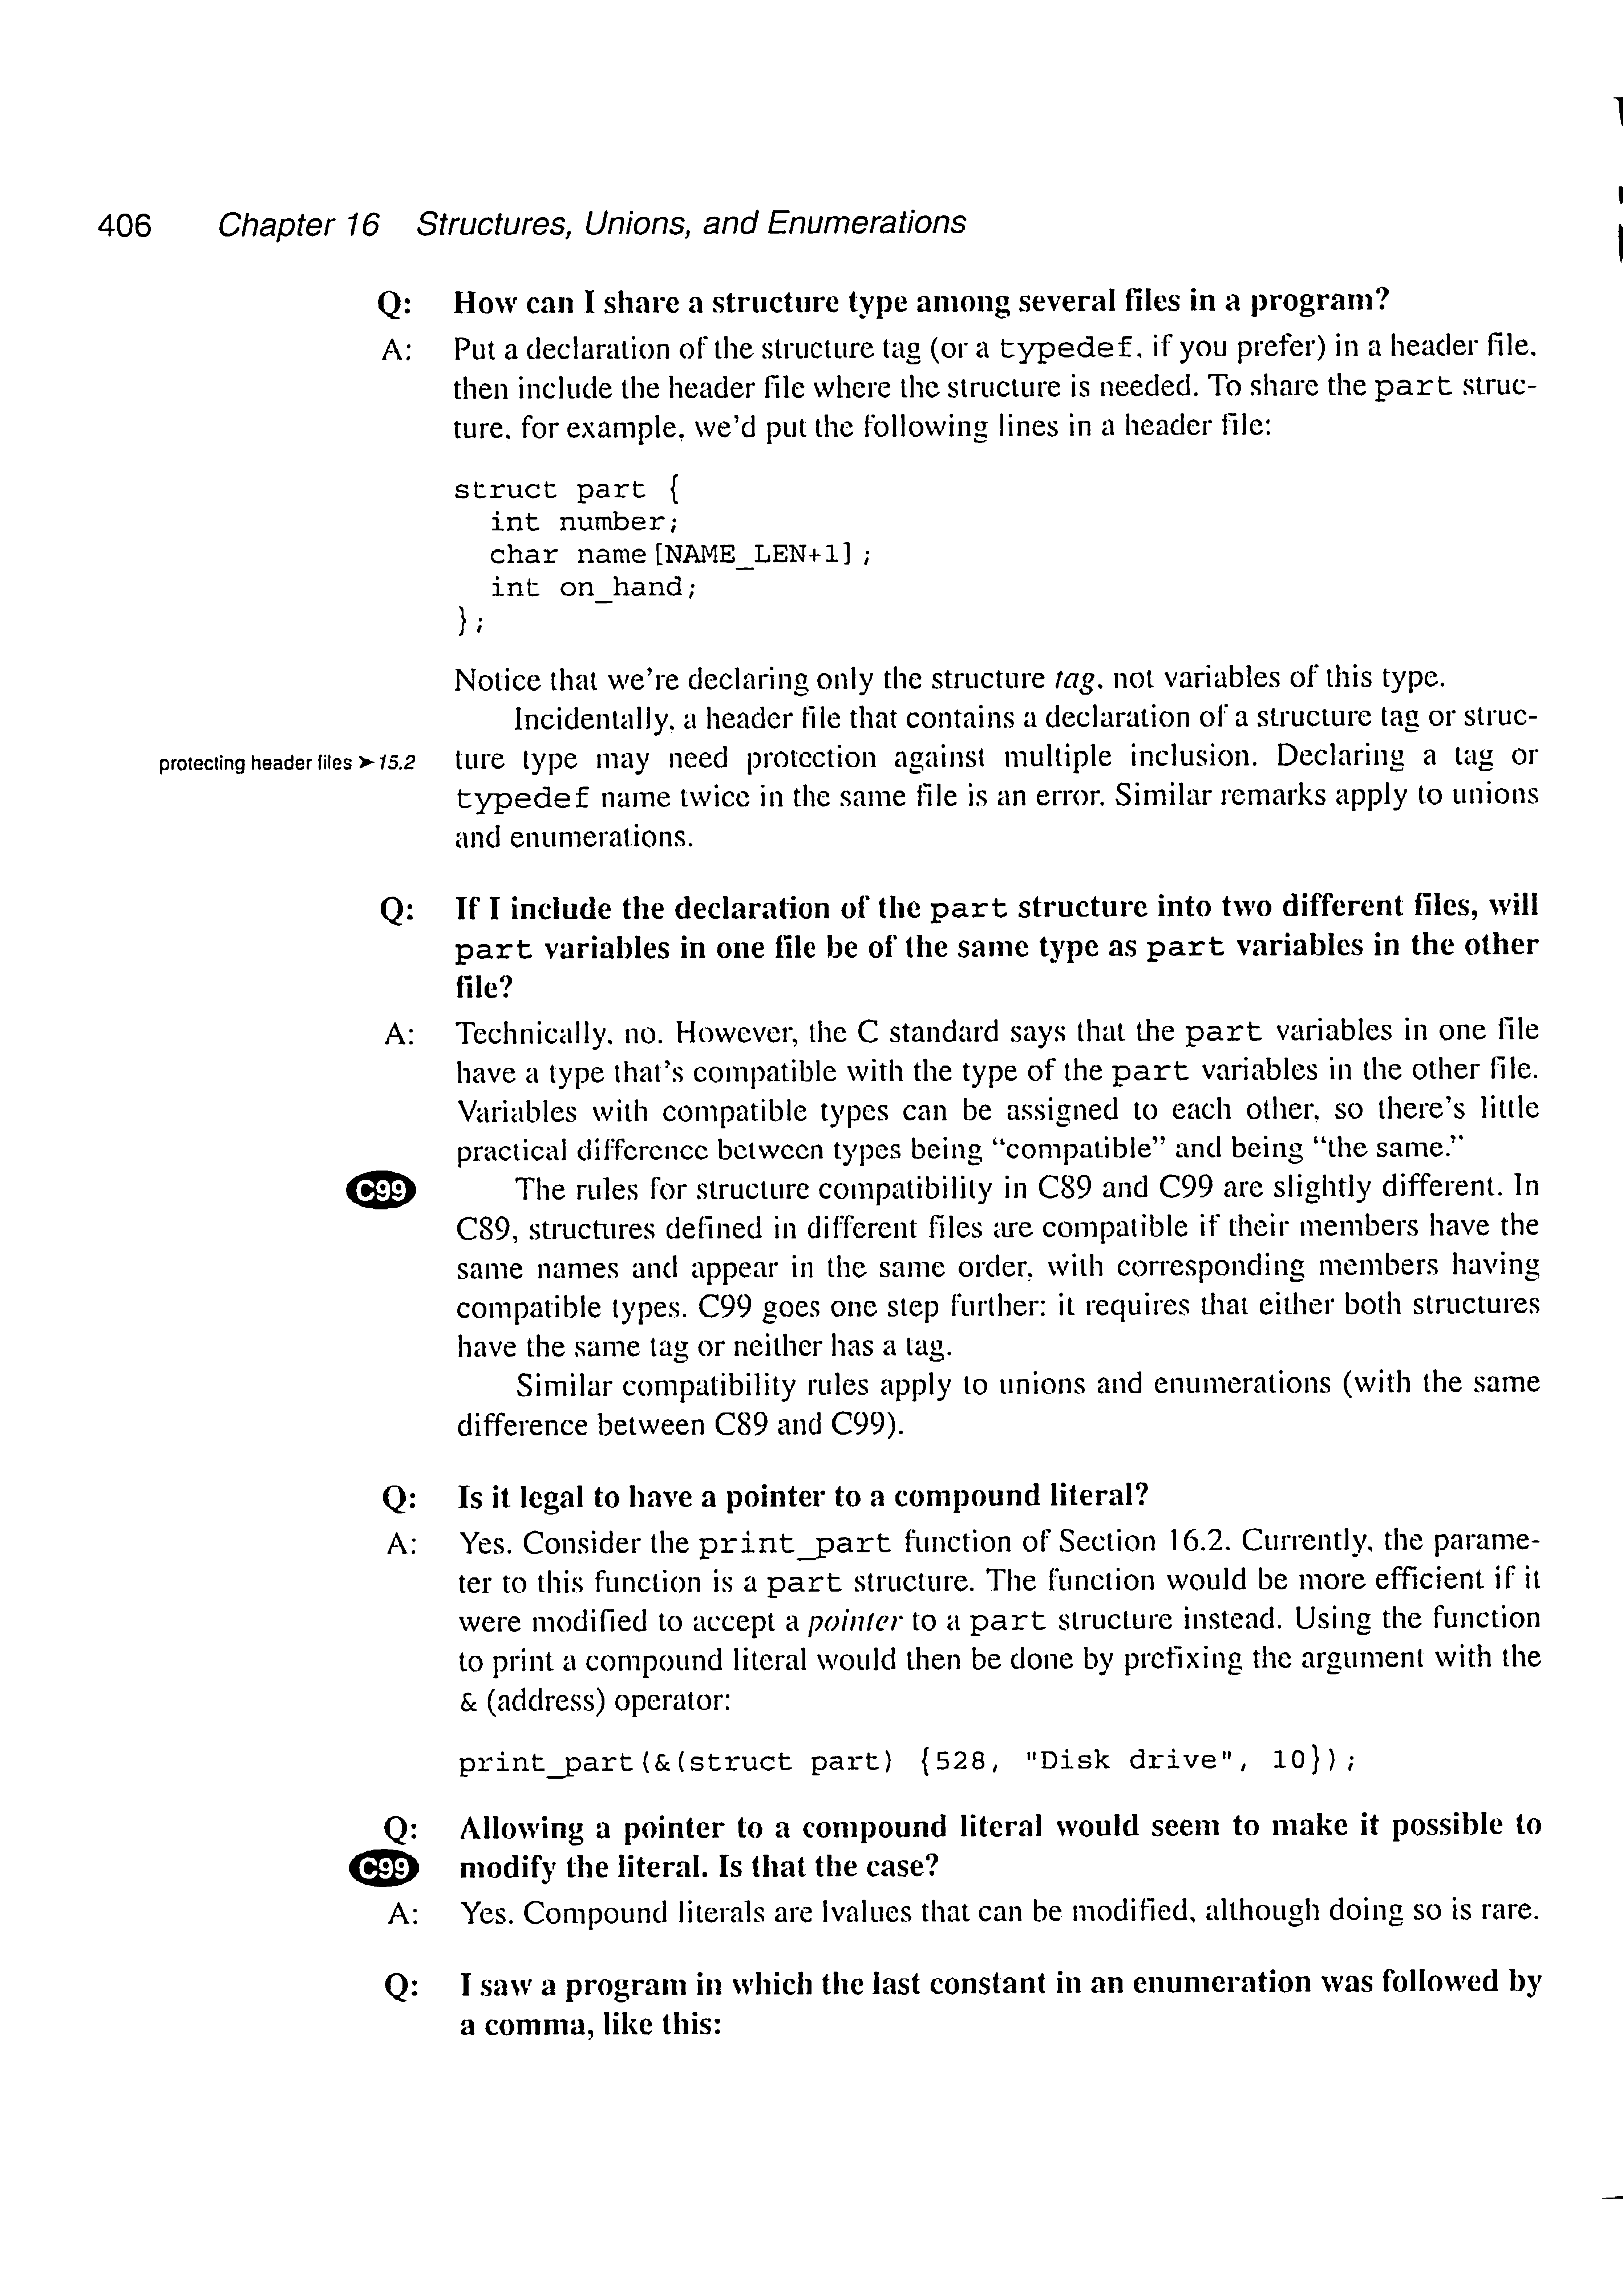 406 Chapter 16 Structures, Unions, and Enumerations
Q: How can I share a structure type among several files in a program?
A: Put a declaration of the structure tag (or a typedef, if you prefer) in a header file,
then include the header file where the structure is needed. To share the part struc-
ture, for example, we'd put the following lines in a header file:
struct part {
int number;
char name[NAME_LEN+1];
int on_hand;
};
Notice that we're declaring only the structure tag, not variables of this type.
Incidentally, a header file that contains a declaration of a structure tag or struc-
protecting header files ➤15.2 ture type may need protection against multiple inclusion. Declaring a tag or
typedef name twice in the same file is an error. Similar remarks apply to unions
and enumerations.
Q: If I include the declaration of the part structure into two different files, will
part variables in one file be of the same type as part variables in the other
file?
A: Technically, no. However, the C standard says that the part variables in one file
have a type that's compatible with the type of the part variables in the other file.
Variables with compatible types can be assigned to each other, so there's little
practical difference between types being "compatible" and being "the same."
C99 The rules for structure compatibility in C89 and C99 are slightly different. In
C89, structures defined in different files are compatible if their members have the
same names and appear in the same order, with corresponding members having
compatible types. C99 goes one step further: it requires that either both structures
have the same tag or neither has a tag.
Similar compatibility rules apply to unions and enumerations (with the same
difference between C89 and C99).
Q: Is it legal to have a pointer to a compound literal?
A: Yes. Consider the print_part function of Section 16.2. Currently, the parame-
ter to this function is a part structure. The function would be more efficient if it
were modified to accept a pointer to a part structure instead. Using the function
to print a compound literal would then be done by prefixing the argument with the
& (address) operator:
print_part(&(struct part) {528, "Disk drive", 10});
Q: Allowing a pointer to a compound literal would seem to make it possible to
C99 modify the literal. Is that the case?
A: Yes. Compound literals are lvalues that can be modified, although doing so is rare.
Q: I saw a program in which the last constant in an enumeration was followed by
a comma, like this: